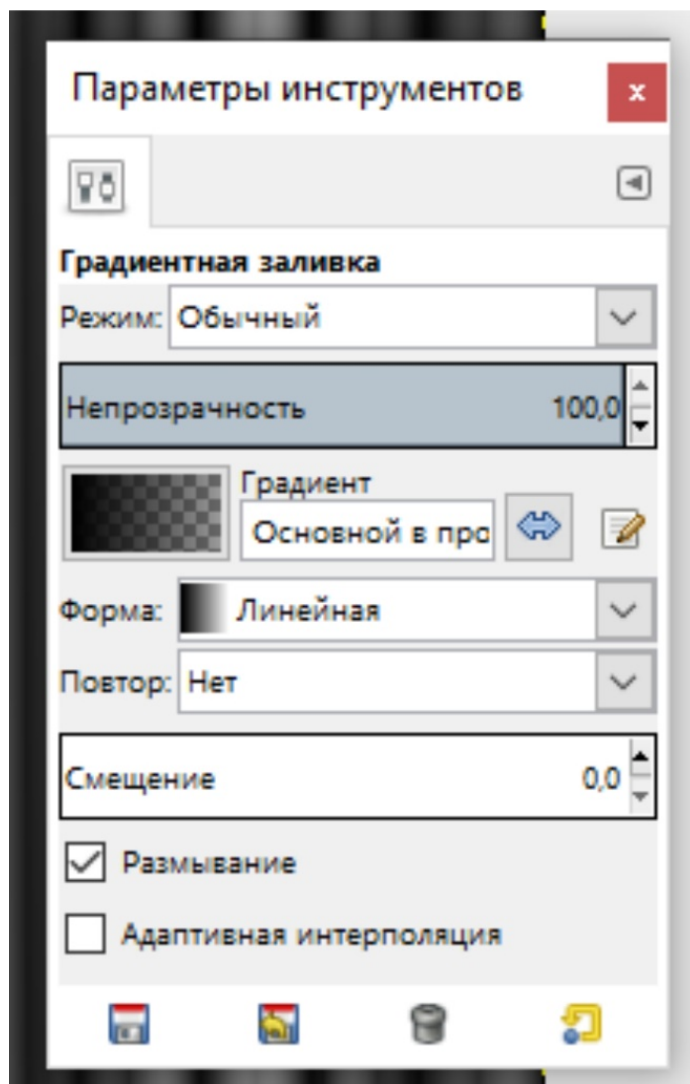 Параметры инструментов
Градиентная заливка
Режим: Обычный
Непрозрачность 100,0
Градиент
Основной в про
Форма: Линейная
Повтор: Нет
Смещение 0,0
Размывание
Адаптивная интерполяция